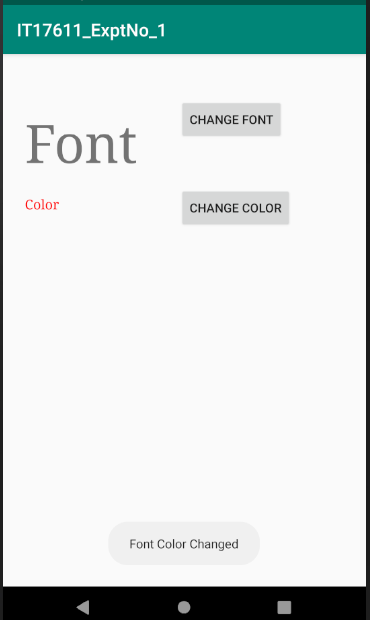 IT17611_ExptNo_1
Font
CHANGE FONT
Color
CHANGE COLOR
Font Color Changed